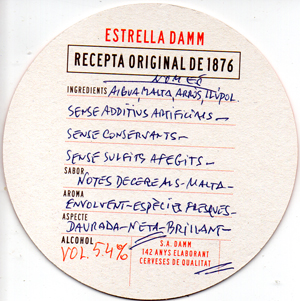 ESTRELLA DAMM
RECEPTA ORIGINAL DE 1876
NOMÉS
INGREDIENTS AIGUA, MALTA, ARRÒS, LLÚPOL.
SENSE ADDITIUS ARTIFICIALS-
SENSE CONSERVANTS-
SENSE SULFITS AFEGITS-
SABOR NOTES DE CEREALS-MALTA-
AROMA
ENVOLVENT-ESPÈCIES FRESQUES-
ASPECTE
DAURADA-NETA-BRILLANT-
ALCOHOL VOL. 5.4%
S.A. DAMM
142 ANYS ELABORANT
CERVESES DE QUALITAT